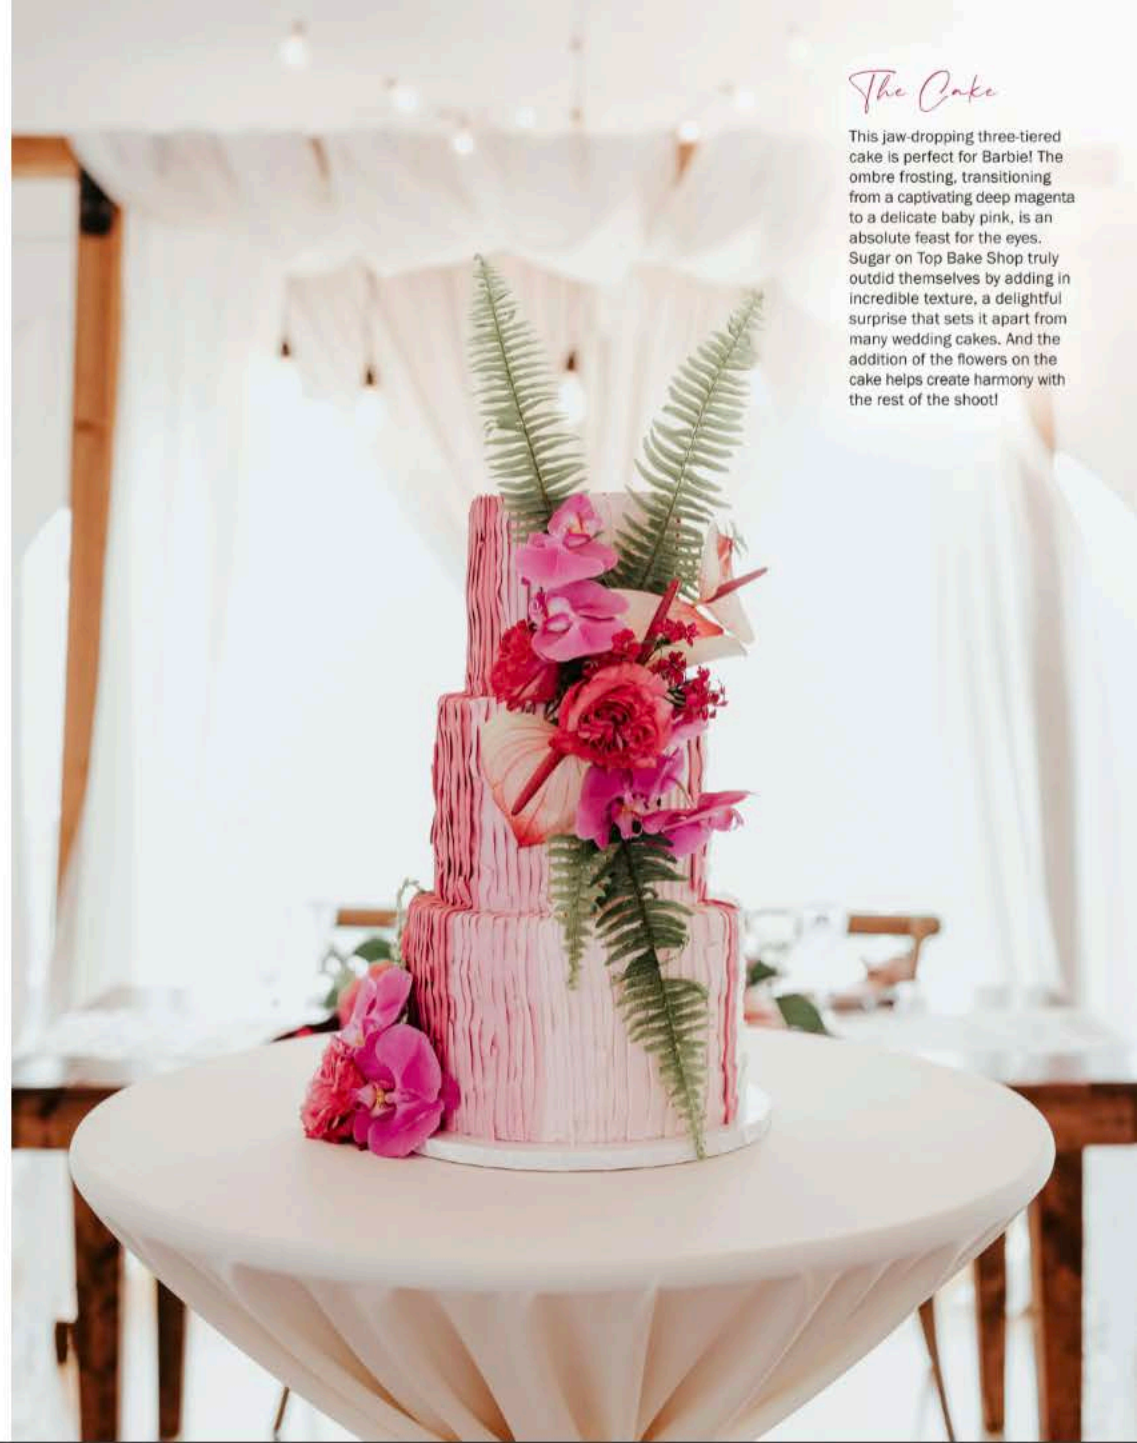 The Cake
This jaw-dropping three-tiered
cake is perfect for Barbie! The
ombre frosting, transitioning
from a captivating deep magenta
to a delicate baby pink, is an
absolute feast for the eyes.
Sugar on Top Bake Shop truly
outdid themselves by adding in
incredible texture, a delightful
surprise that sets it apart from
many wedding cakes. And the
addition of the flowers on the
cake helps create harmony with
the rest of the shoot!